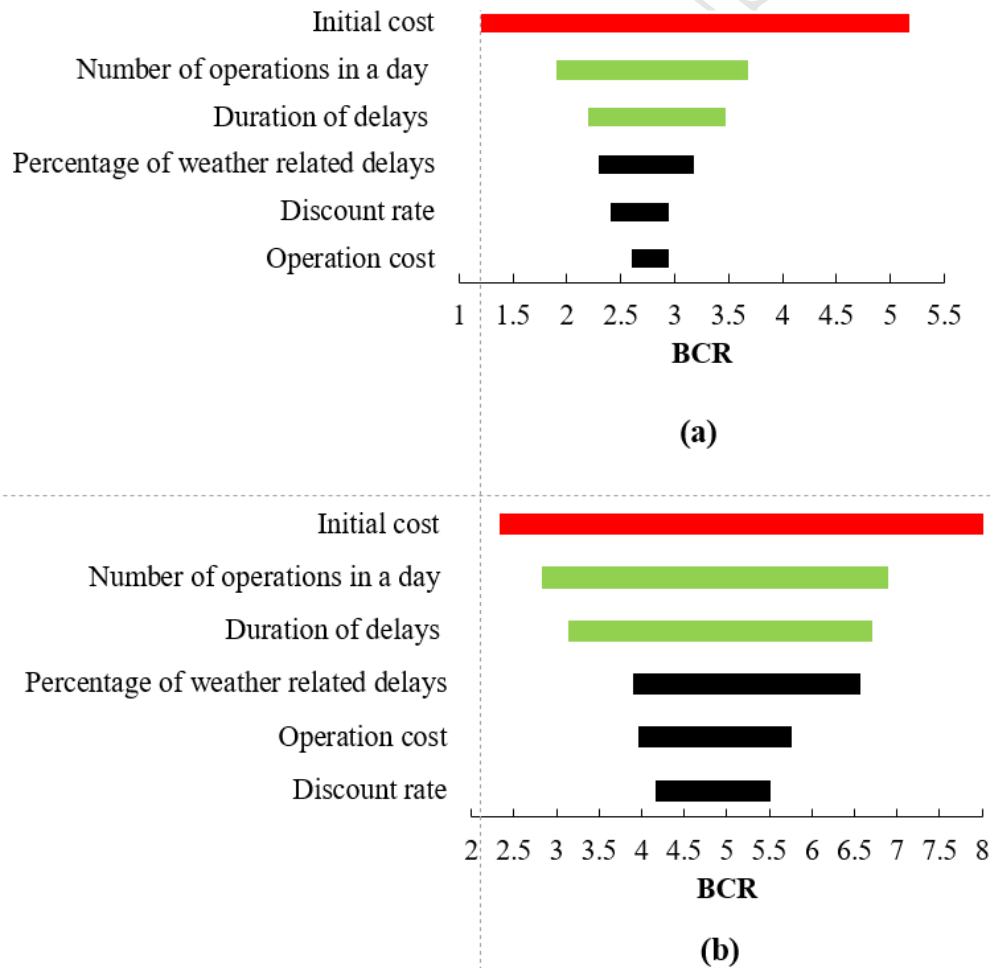 Initial cost
Number of operations in a day
Duration of delays
Percentage of weather related delays
Discount rate
Operation cost
1 1.5 2 2.5 3 3.5 4 4.5 5 5.5
BCR
(a)
Initial cost
Number of operations in a day
Duration of delays
Percentage of weather related delays
Operation cost
Discount rate
2 2.5 3 3.5 4 4.5 5 5.5 6 6.5 7 7.5 8
BCR
(b)